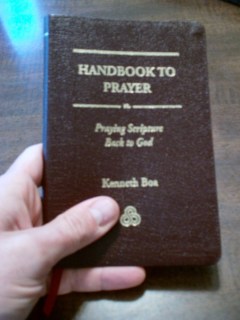 HANDBOOK TO
PRAYER
Praying Scripture
Back to God
Kenneth Boa